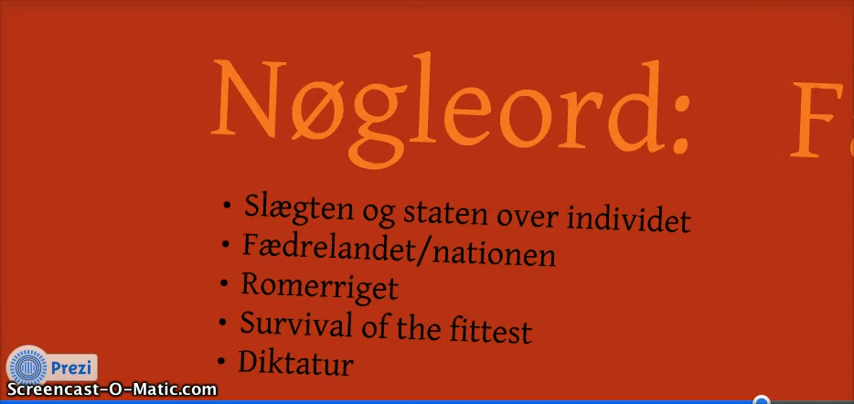 Nøgleord:
• Slægten og staten over individet
• Fædrelandet/nationen
• Romerriget
• Survival of the fittest
• Diktatur
Prezi
Screencast-O-Matic.com